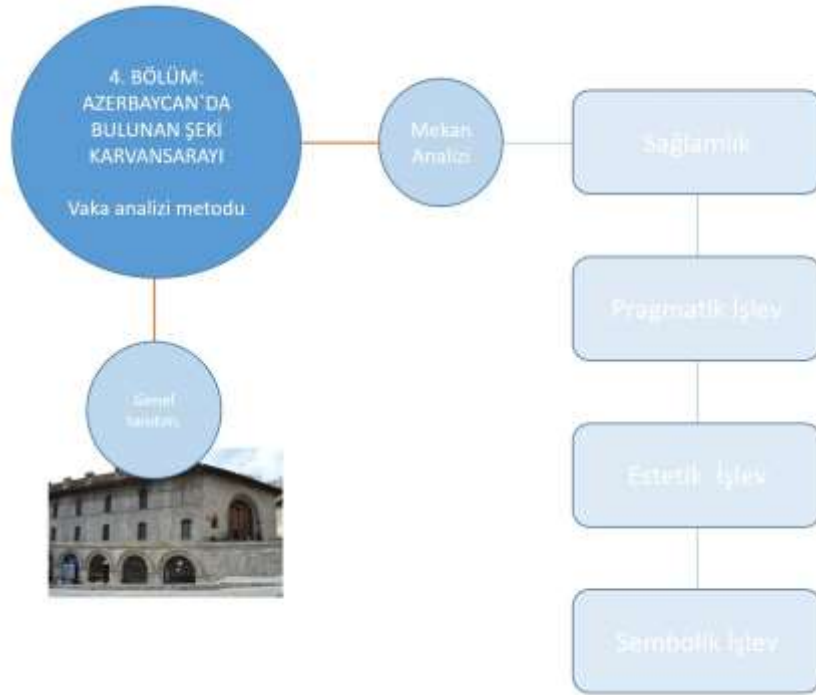 4. BÖLÜM:
AZERBAYCAN`DA
BULUNAN ŞEKİ
KARVANSARAYI
Vaka analizi metodu
Mekan
Analizi
Sağlamlık
Pragmatik İşlev
Estetik İşlev
Sembolik İşlev
Genel